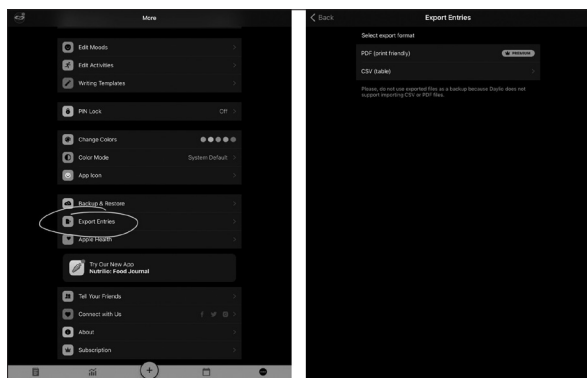 More
Edit Moods
Edit Activities
Writing Templates
PIN Lock
Off
Change Colors
Color Mode
System Default
App Icon
Backup & Restore
Export Entries
Apple Health
Try Our New App
Nutrilio: Food Journal
Tell Your Friends
Connect with Us
About
Subscription
Back
Export Entries
Select export format
PDF (print friendly)
PREMIUM
CSV (table)
Please, do not use exported files as a backup because Daylio does not
support importing CSV or PDF files.